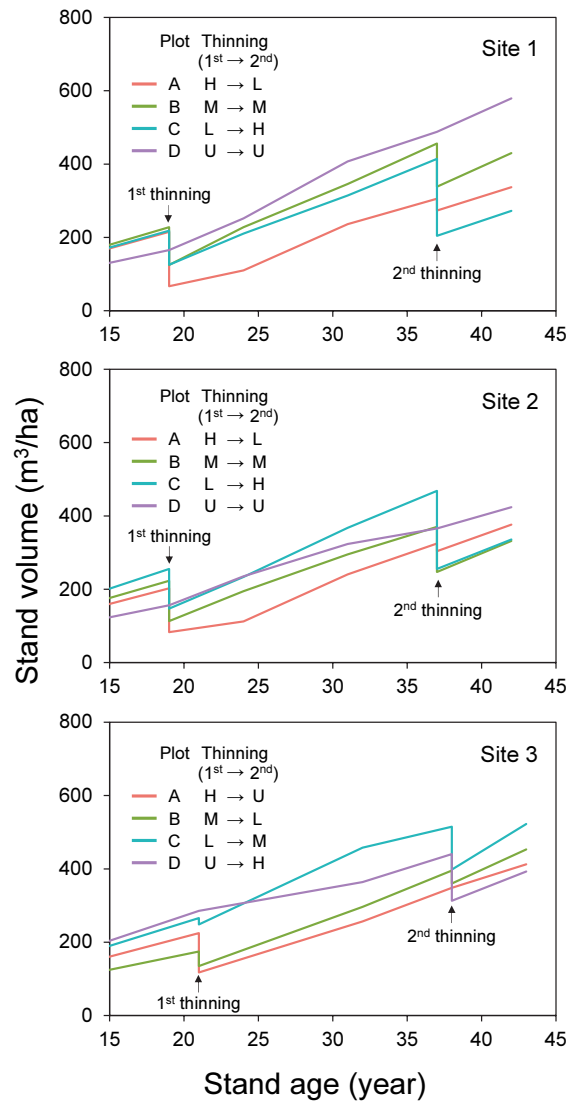 Stand volume (m³/ha)
800
600
400
200
0
Site 1
Plot Thinning
(1st → 2nd)
A H → L
B M → M
C L → H
D U → U
1st thinning
2nd thinning
15 20 25 30 35 40 45
800
600
400
200
0
Site 2
Plot Thinning
(1st → 2nd)
A H → L
B M → M
C L → H
D U → U
1st thinning
2nd thinning
15 20 25 30 35 40 45
800
600
400
200
0
Site 3
Plot Thinning
(1st → 2nd)
A H → U
B M → L
C L → M
D U → H
2nd thinning
1st thinning
15 20 25 30 35 40 45
Stand age (year)